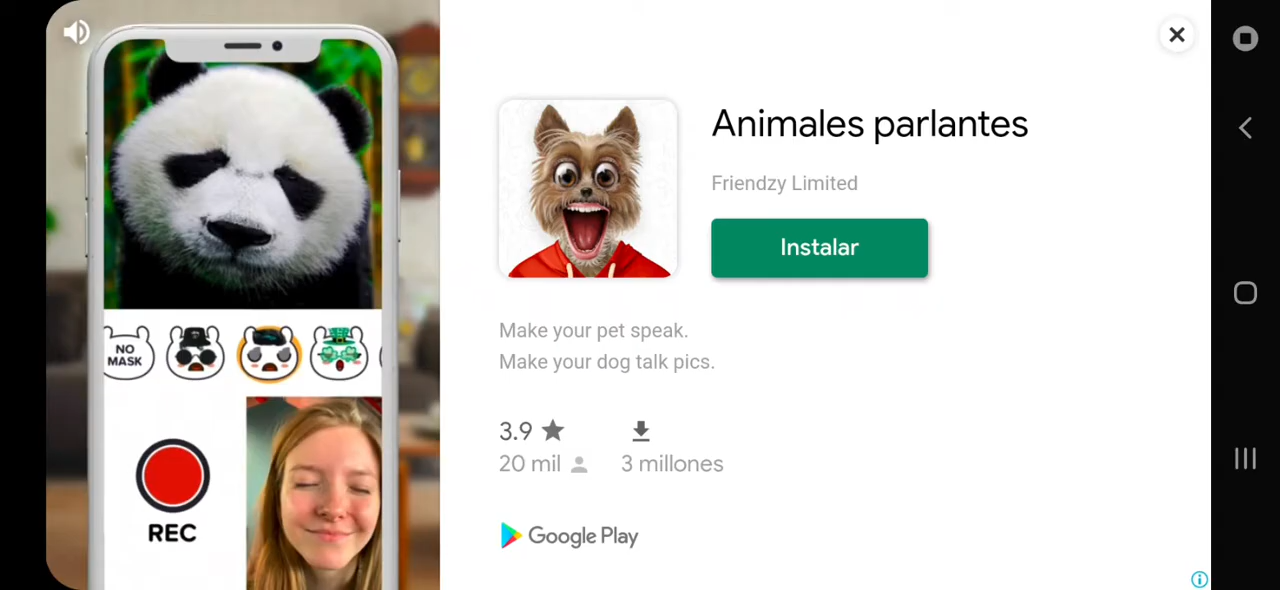 NO
MASK
REC
Animales parlantes
Friendzy Limited
Instalar
Make your pet speak.
Make your dog talk pics.
3.9
20 mil
3 millones
Google Play